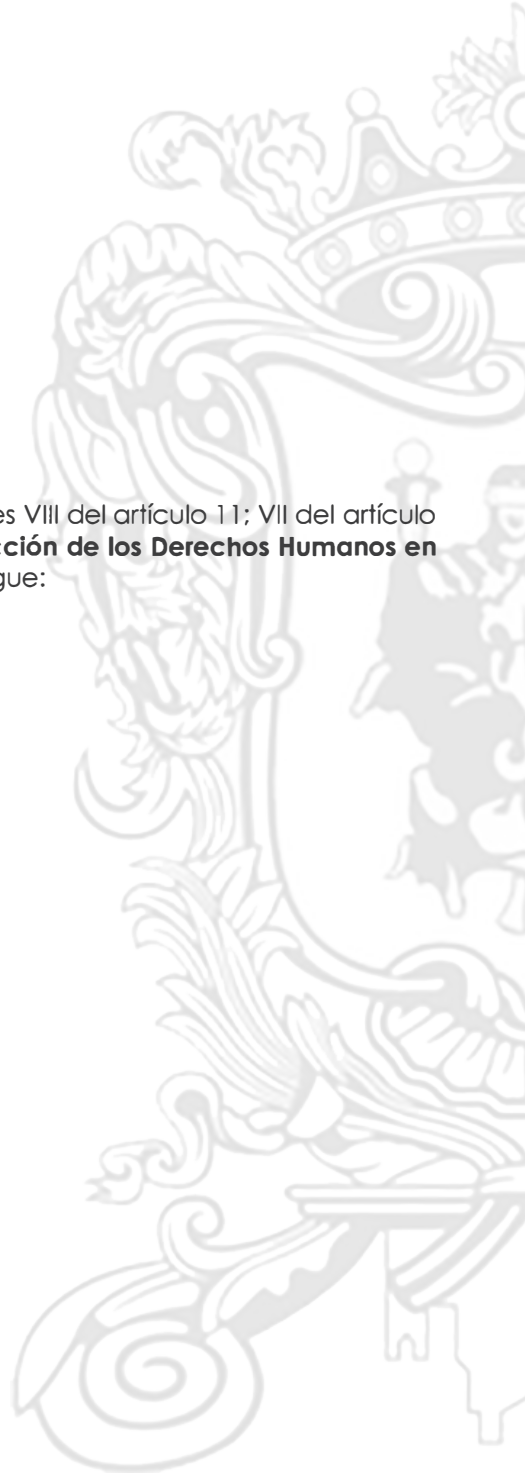 es VIII del artículo 11; VII del artículo
cción de los Derechos Humanos en
gue: